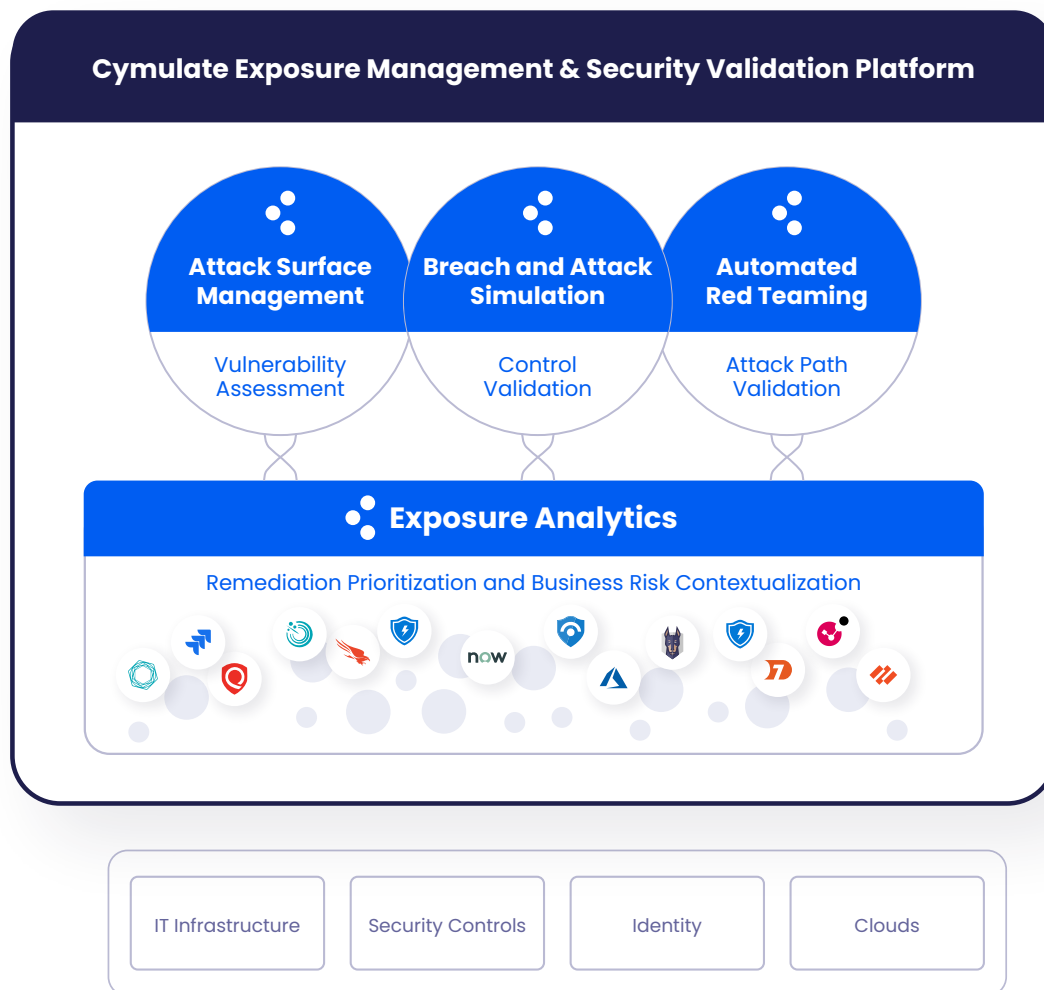 Cymulate Exposure Management & Security Validation Platform
Attack Surface
Management
Vulnerability
Assessment
Breach and Attack
Simulation
Control
Validation
Automated
Red Teaming
Attack Path
Validation
Exposure Analytics
Remediation Prioritization and Business Risk Contextualization
now
IT Infrastructure
Security Controls
Identity
Clouds